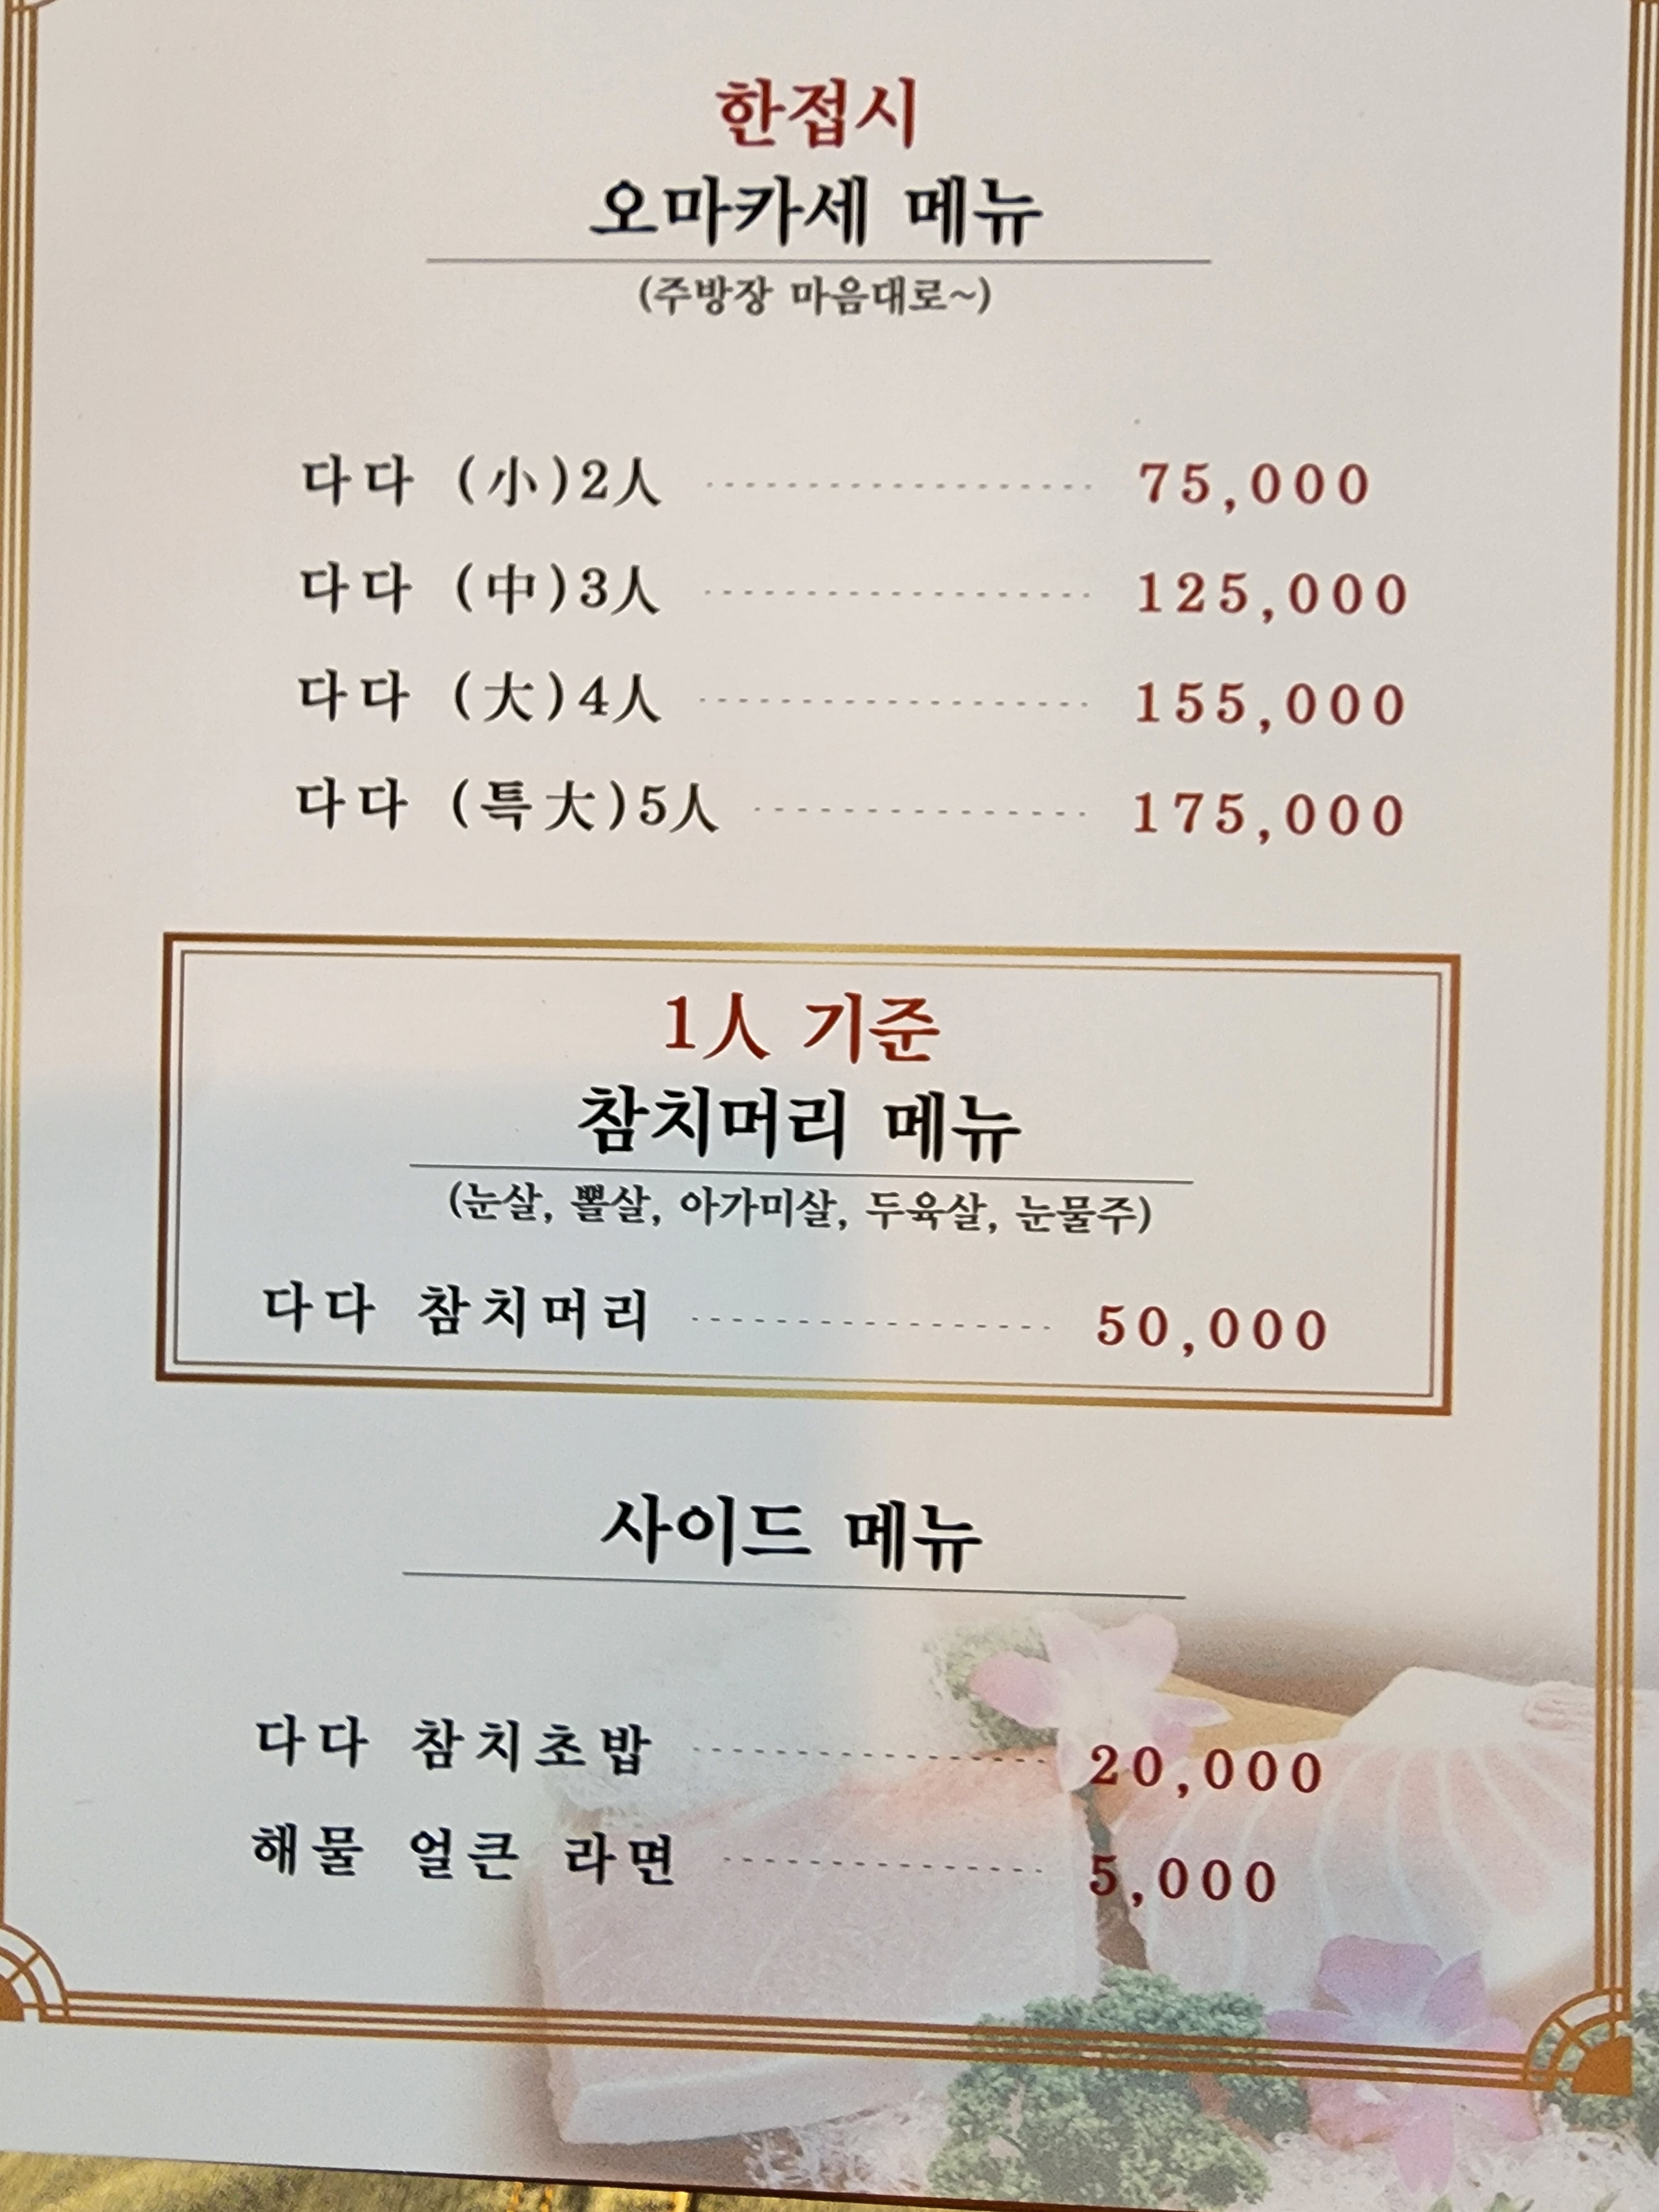 한접시
오마카세 메뉴
(주방장 마음대로~)
다다 (小)2人 75,000
다다 (中)3人 125,000
다다 (大)4人 155,000
다다 (특大)5人 175,000
1人 기준
참치머리 메뉴
(눈살, 뽈살, 아가미살, 두육살, 눈물주)
다다 참치머리 50,000
사이드 메뉴
다다 참치초밥 20,000
해물 얼큰 라면 5,000